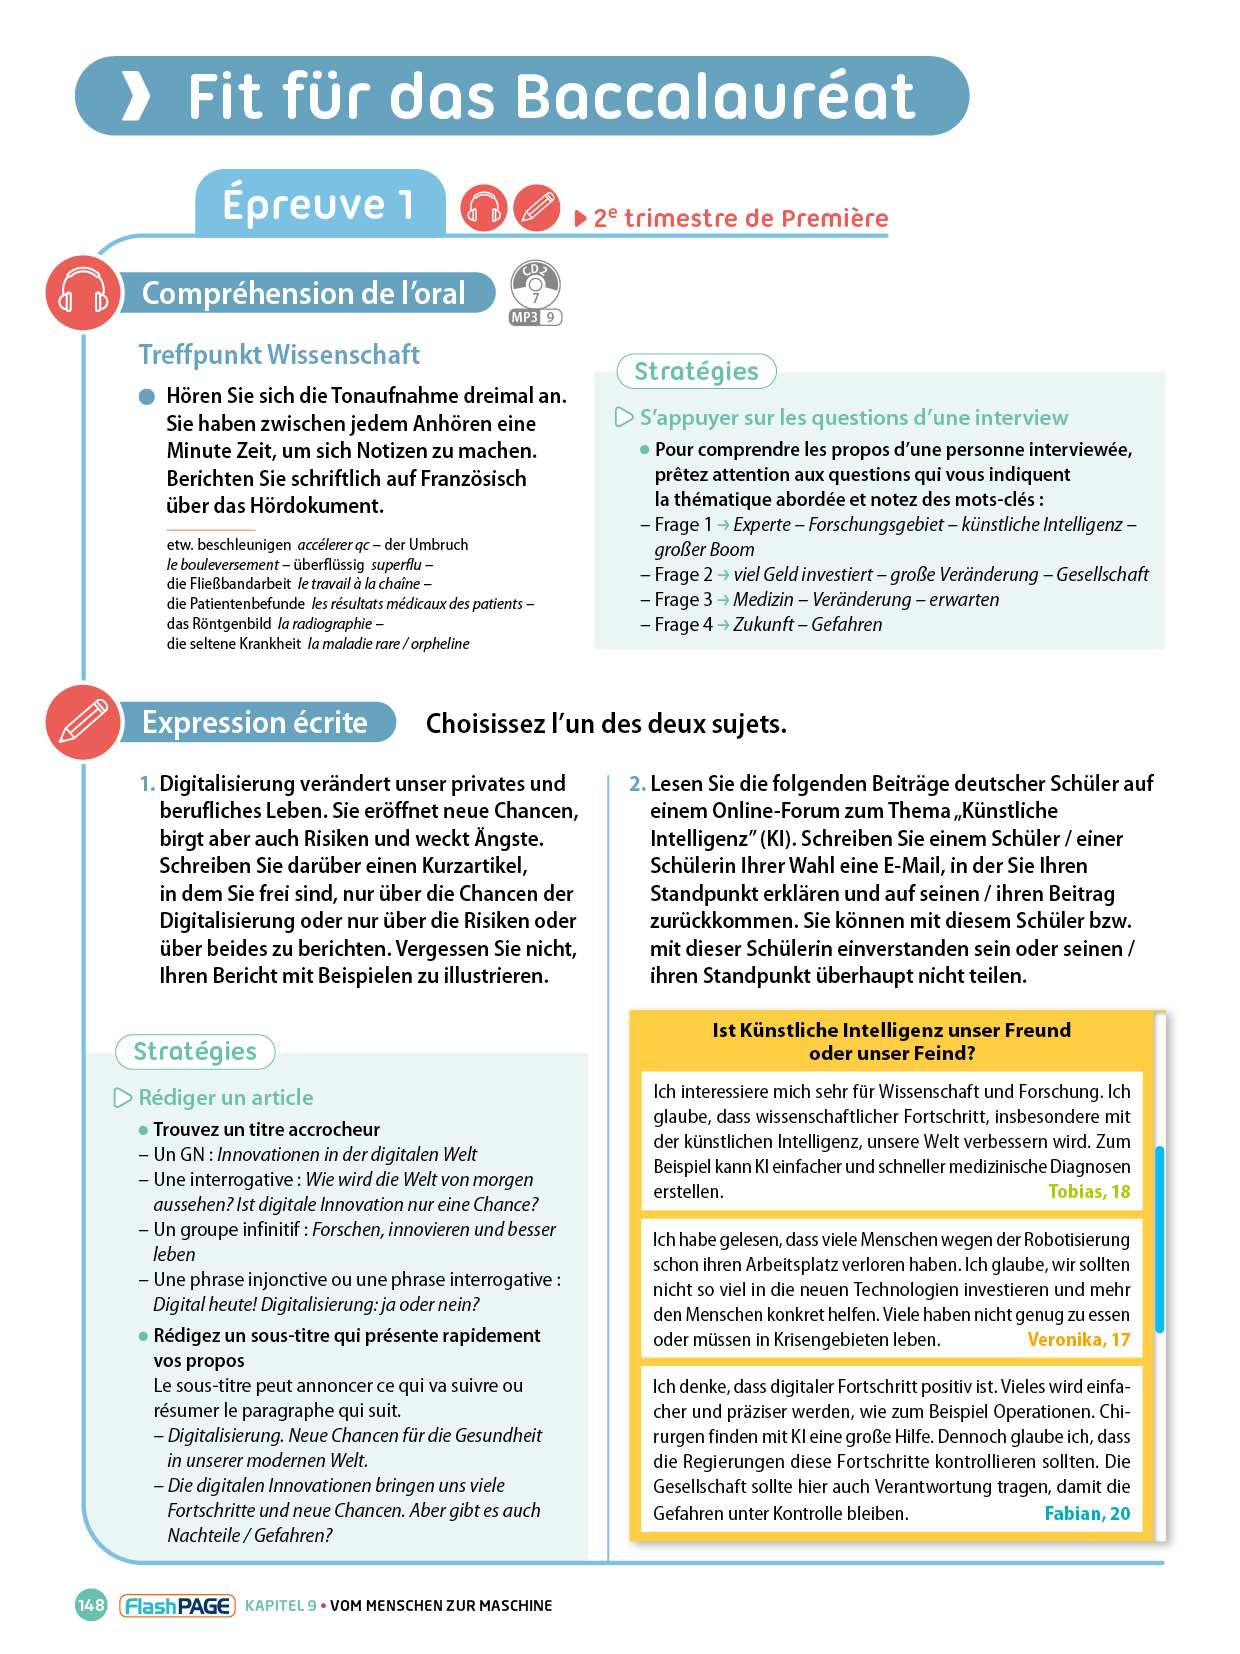 Fit für das Baccalauréat
Épreuve 1
2e trimestre de Première
Compréhension de l'oral
CD 2
7
MP3 9
Treffpunkt Wissenschaft
Hören Sie sich die Tonaufnahme dreimal an.
Sie haben zwischen jedem Anhören eine
Minute Zeit, um sich Notizen zu machen.
Berichten Sie schriftlich auf Französisch
über das Hördokument.
etw. beschleunigen accélerer qc – der Umbruch
le bouleversement – überflüssig superflu –
die Fließbandarbeit le travail à la chaîne –
die Patientenbefunde les résultats médicaux des patients –
das Röntgenbild la radiographie –
die seltene Krankheit la maladie rare / orpheline
Stratégies
S'appuyer sur les questions d'une interview
Pour comprendre les propos d'une personne interviewée,
prêtez attention aux questions qui vous indiquent
la thématique abordée et notez des mots-clés :
– Frage 1 → Experte – Forschungsgebiet – künstliche Intelligenz –
großer Boom
– Frage 2 → viel Geld investiert – große Veränderung – Gesellschaft
– Frage 3 → Medizin – Veränderung – erwarten
– Frage 4 → Zukunft – Gefahren
Expression écrite
Choisissez l'un des deux sujets.
1. Digitalisierung verändert unser privates und
berufliches Leben. Sie eröffnet neue Chancen,
birgt aber auch Risiken und weckt Ängste.
Schreiben Sie darüber einen Kurzartikel,
in dem Sie frei sind, nur über die Chancen der
Digitalisierung oder nur über die Risiken oder
über beides zu berichten. Vergessen Sie nicht,
Ihren Bericht mit Beispielen zu illustrieren.
Stratégies
Rédiger un article
Trouvez un titre accrocheur
– Un GN : Innovationen in der digitalen Welt
– Une interrogative : Wie wird die Welt von morgen
aussehen? Ist digitale Innovation nur eine Chance?
– Un groupe infinitif : Forschen, innovieren und besser
leben
– Une phrase injonctive ou une phrase interrogative :
Digital heute! Digitalisierung: ja oder nein?
Rédigez un sous-titre qui présente rapidement
vos propos
Le sous-titre peut annoncer ce qui va suivre ou
résumer le paragraphe qui suit.
– Digitalisierung. Neue Chancen für die Gesundheit
in unserer modernen Welt.
– Die digitalen Innovationen bringen uns viele
Fortschritte und neue Chancen. Aber gibt es auch
Nachteile / Gefahren?
2. Lesen Sie die folgenden Beiträge deutscher Schüler auf
einem Online-Forum zum Thema „Künstliche
Intelligenz” (KI). Schreiben Sie einem Schüler / einer
Schülerin Ihrer Wahl eine E-Mail, in der Sie Ihren
Standpunkt erklären und auf seinen / ihren Beitrag
zurückkommen. Sie können mit diesem Schüler bzw.
mit dieser Schülerin einverstanden sein oder seinen /
ihren Standpunkt überhaupt nicht teilen.
Ist Künstliche Intelligenz unser Freund
oder unser Feind?
Ich interessiere mich sehr für Wissenschaft und Forschung. Ich
glaube, dass wissenschaftlicher Fortschritt, insbesondere mit
der künstlichen Intelligenz, unsere Welt verbessern wird. Zum
Beispiel kann KI einfacher und schneller medizinische Diagnosen
erstellen. Tobias, 18
Ich habe gelesen, dass viele Menschen wegen der Robotisierung
schon ihren Arbeitsplatz verloren haben. Ich glaube, wir sollten
nicht so viel in die neuen Technologien investieren und mehr
den Menschen konkret helfen. Viele haben nicht genug zu essen
oder müssen in Krisengebieten leben. Veronika, 17
Ich denke, dass digitaler Fortschritt positiv ist. Vieles wird einfa-
cher und präziser werden, wie zum Beispiel Operationen. Chi-
rurgen finden mit KI eine große Hilfe. Dennoch glaube ich, dass
die Regierungen diese Fortschritte kontrollieren sollten. Die
Gesellschaft sollte hier auch Verantwortung tragen, damit die
Gefahren unter Kontrolle bleiben. Fabian, 20
148 FlashPAGE KAPITEL 9 • VOM MENSCHEN ZUR MASCHINE